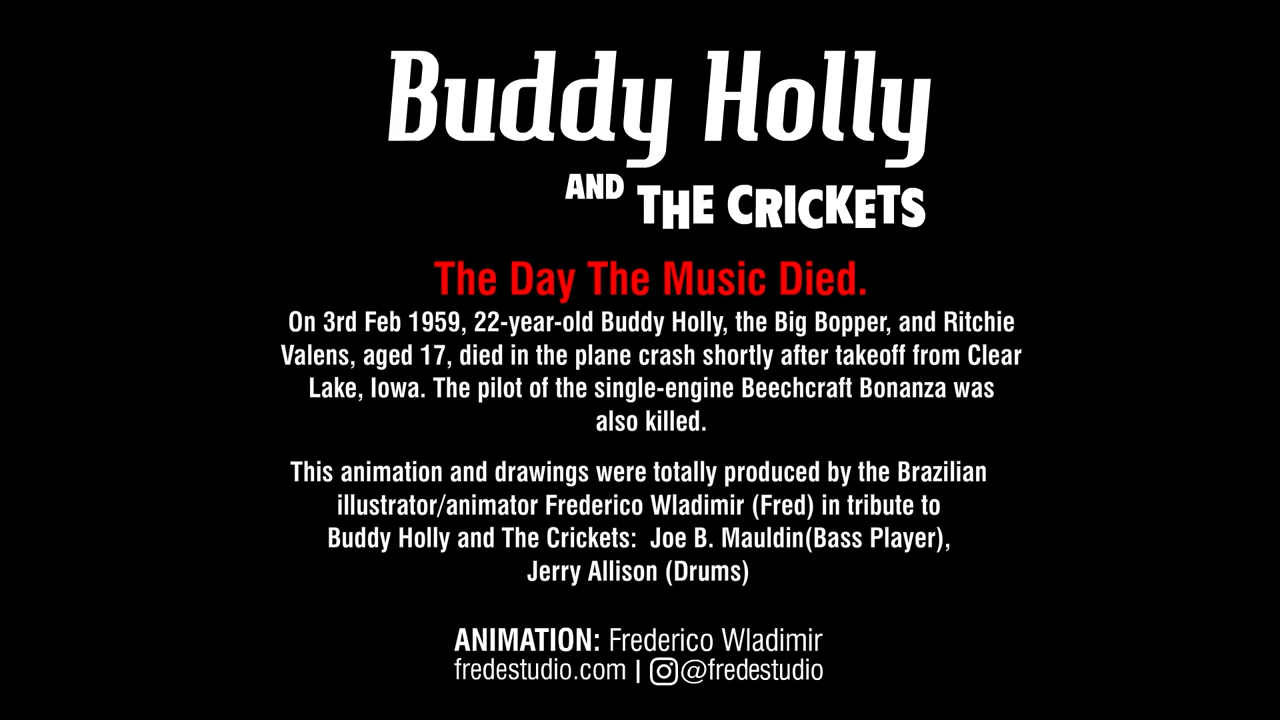 Buddy Holly
AND THE CRICKETS
The Day The Music Died.
On 3rd Feb 1959, 22-year-old Buddy Holly, the Big Bopper, and Ritchie
Valens, aged 17, died in the plane crash shortly after takeoff from Clear
Lake, Iowa. The pilot of the single-engine Beechcraft Bonanza was
also killed.
This animation and drawings were totally produced by the Brazilian
illustrator/animator Frederico Wladimir (Fred) in tribute to
Buddy Holly and The Crickets:  Joe B. Mauldin(Bass Player),
Jerry Allison (Drums)
ANIMATION: Frederico Wladimir
fredestudio.com | @fredestudio